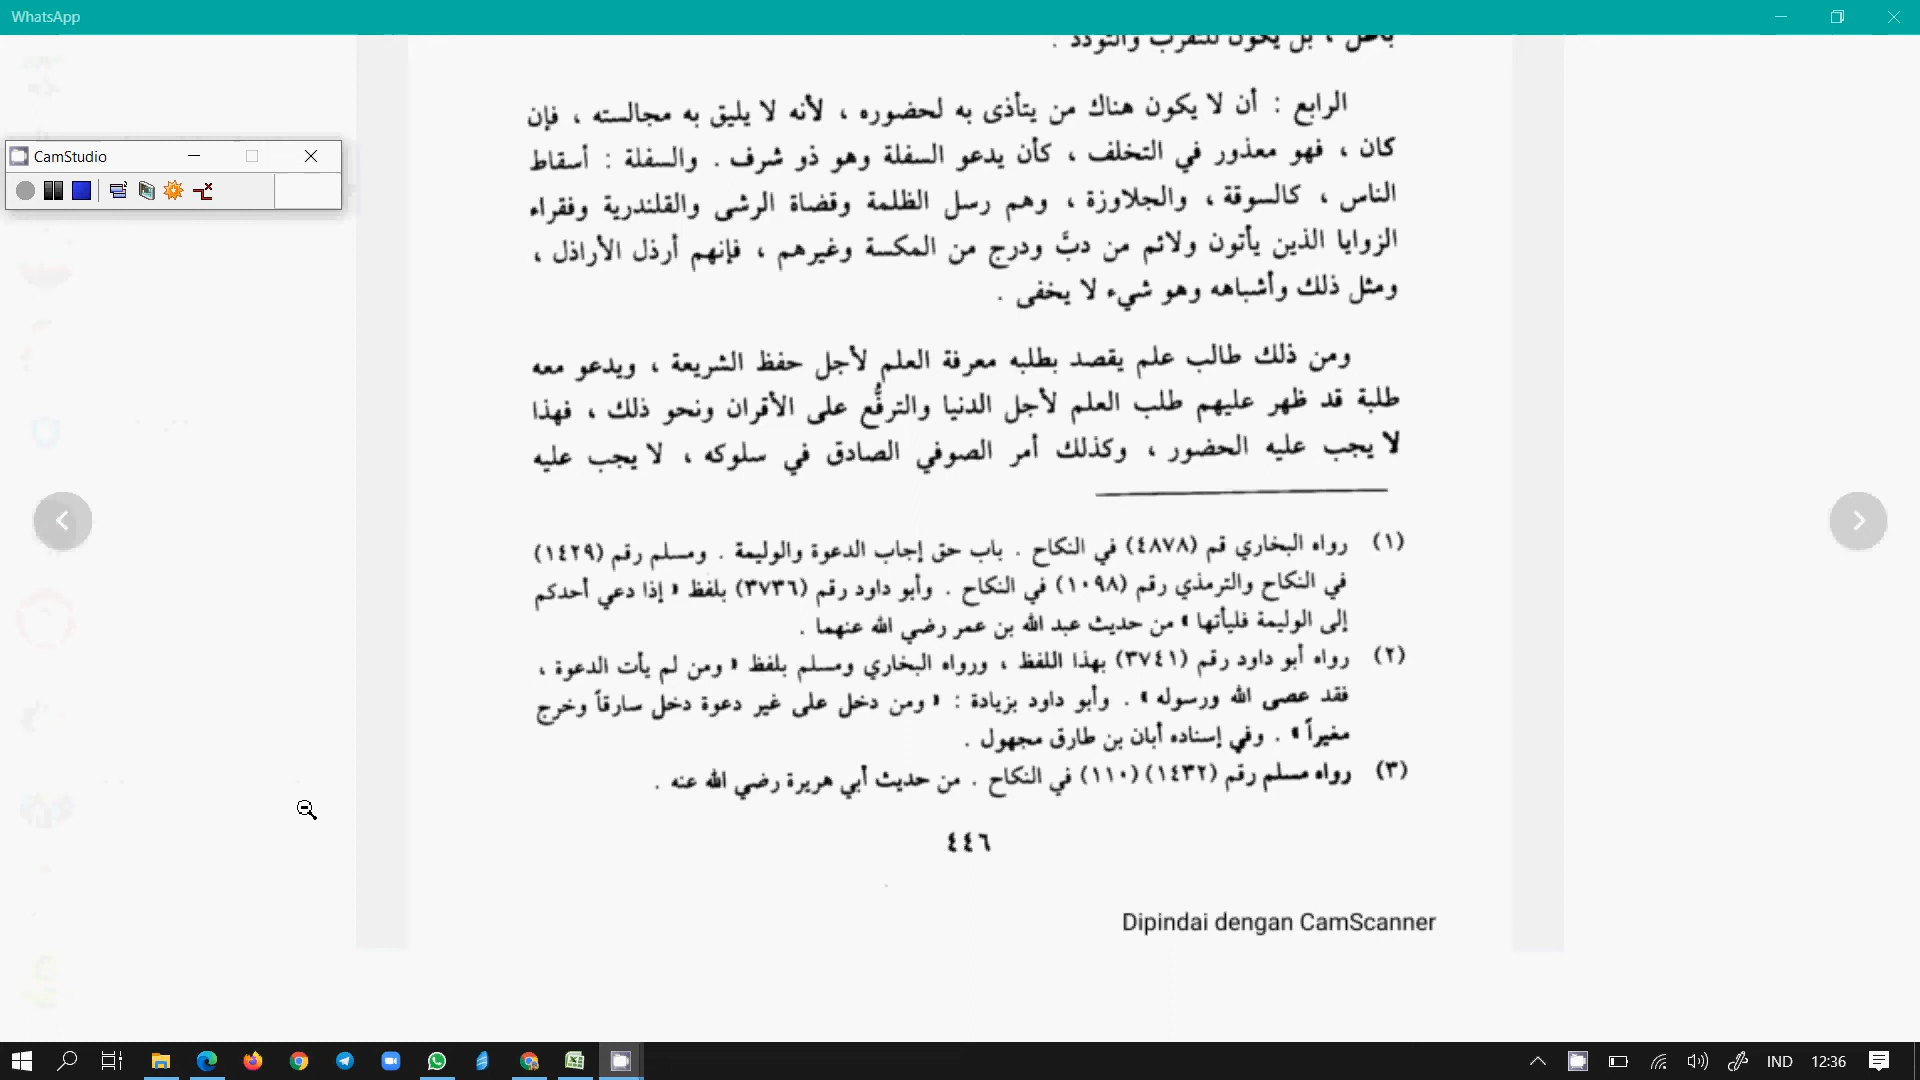 WhatsApp
باطل ، بل يكون للتقرب والتودد .
الرابع : أن لا يكون هناك من يتأذى به لحضوره ، لأنه لا يليق به مجالسته ، فإن
كان ، فهو معذور في التخلف ، كأن يدعو السفلة وهو ذو شرف . والسفلة : أسقاط
الناس ، كالسوقة ، والجلاوزة ، وهم رسل الظلمة وقضاة الرشى والقلندرية وفقراء
الزوايا الذين يأتون ولائم من دبَّ ودرج من المكسة وغيرهم ، فإنهم أرذل الأراذل ،
ومثل ذلك وأشباهه وهو شيء لا يخفى .
ومن ذلك طالب علم يقصد بطلبه معرفة العلم لأجل حفظ الشريعة ، ويدعو معه
طلبة قد ظهر عليهم طلب العلم لأجل الدنيا والترفُّع على الأقران ونحو ذلك ، فهذا
لا يجب عليه الحضور ، وكذلك أمر الصوفي الصادق في سلوكه ، لا يجب عليه
(١) رواه البخاري قم (٤٨٧٨) في النكاح . باب حق إجاب الدعوة والوليمة . ومسلم رقم (١٤٢٩)
في النكاح والترمذي رقم (١٠٩٨) في النكاح . وأبو داود رقم (٣٧٣٦) بلفظ « إذا دعي أحدكم
إلى الوليمة فليأتها » من حديث عبد الله بن عمر رضي الله عنهما .
(٢) رواه أبو داود رقم (٣٧٤١) بهذا اللفظ ، ورواه البخاري ومسلم بلفظ « ومن لم يأت الدعوة ،
فقد عصى الله ورسوله » . وأبو داود بزيادة : « ومن دخل على غير دعوة دخل سارقاً وخرج
مغيراً » . وفي إسناده أبان بن طارق مجهول .
(٣) رواه مسلم رقم (١٤٣٢) (١١٠) في النكاح . من حديث أبي هريرة رضي الله عنه .
٤٤٦
Dipindai dengan CamScanner
CamStudio
IND
12:36